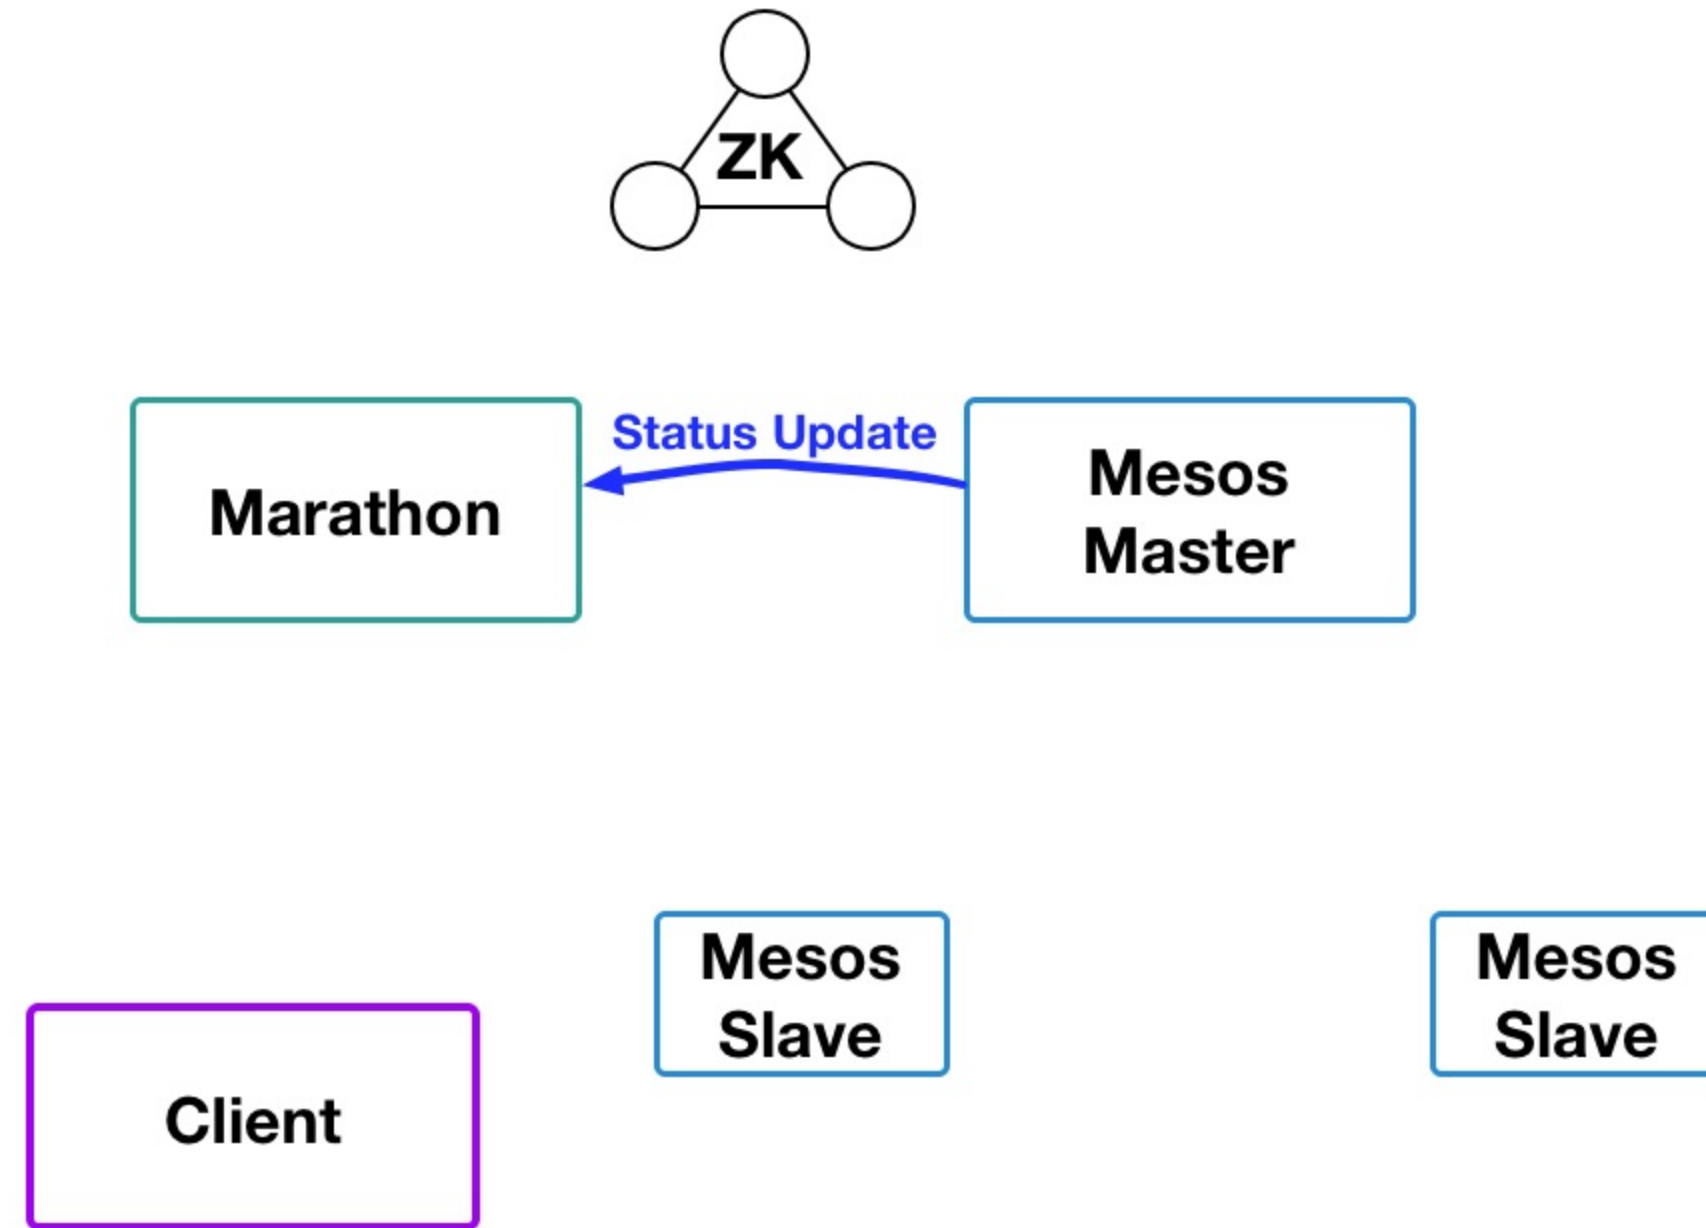 ZK
Status Update
Marathon
Mesos
Master
Mesos
Slave
Mesos
Slave
Client